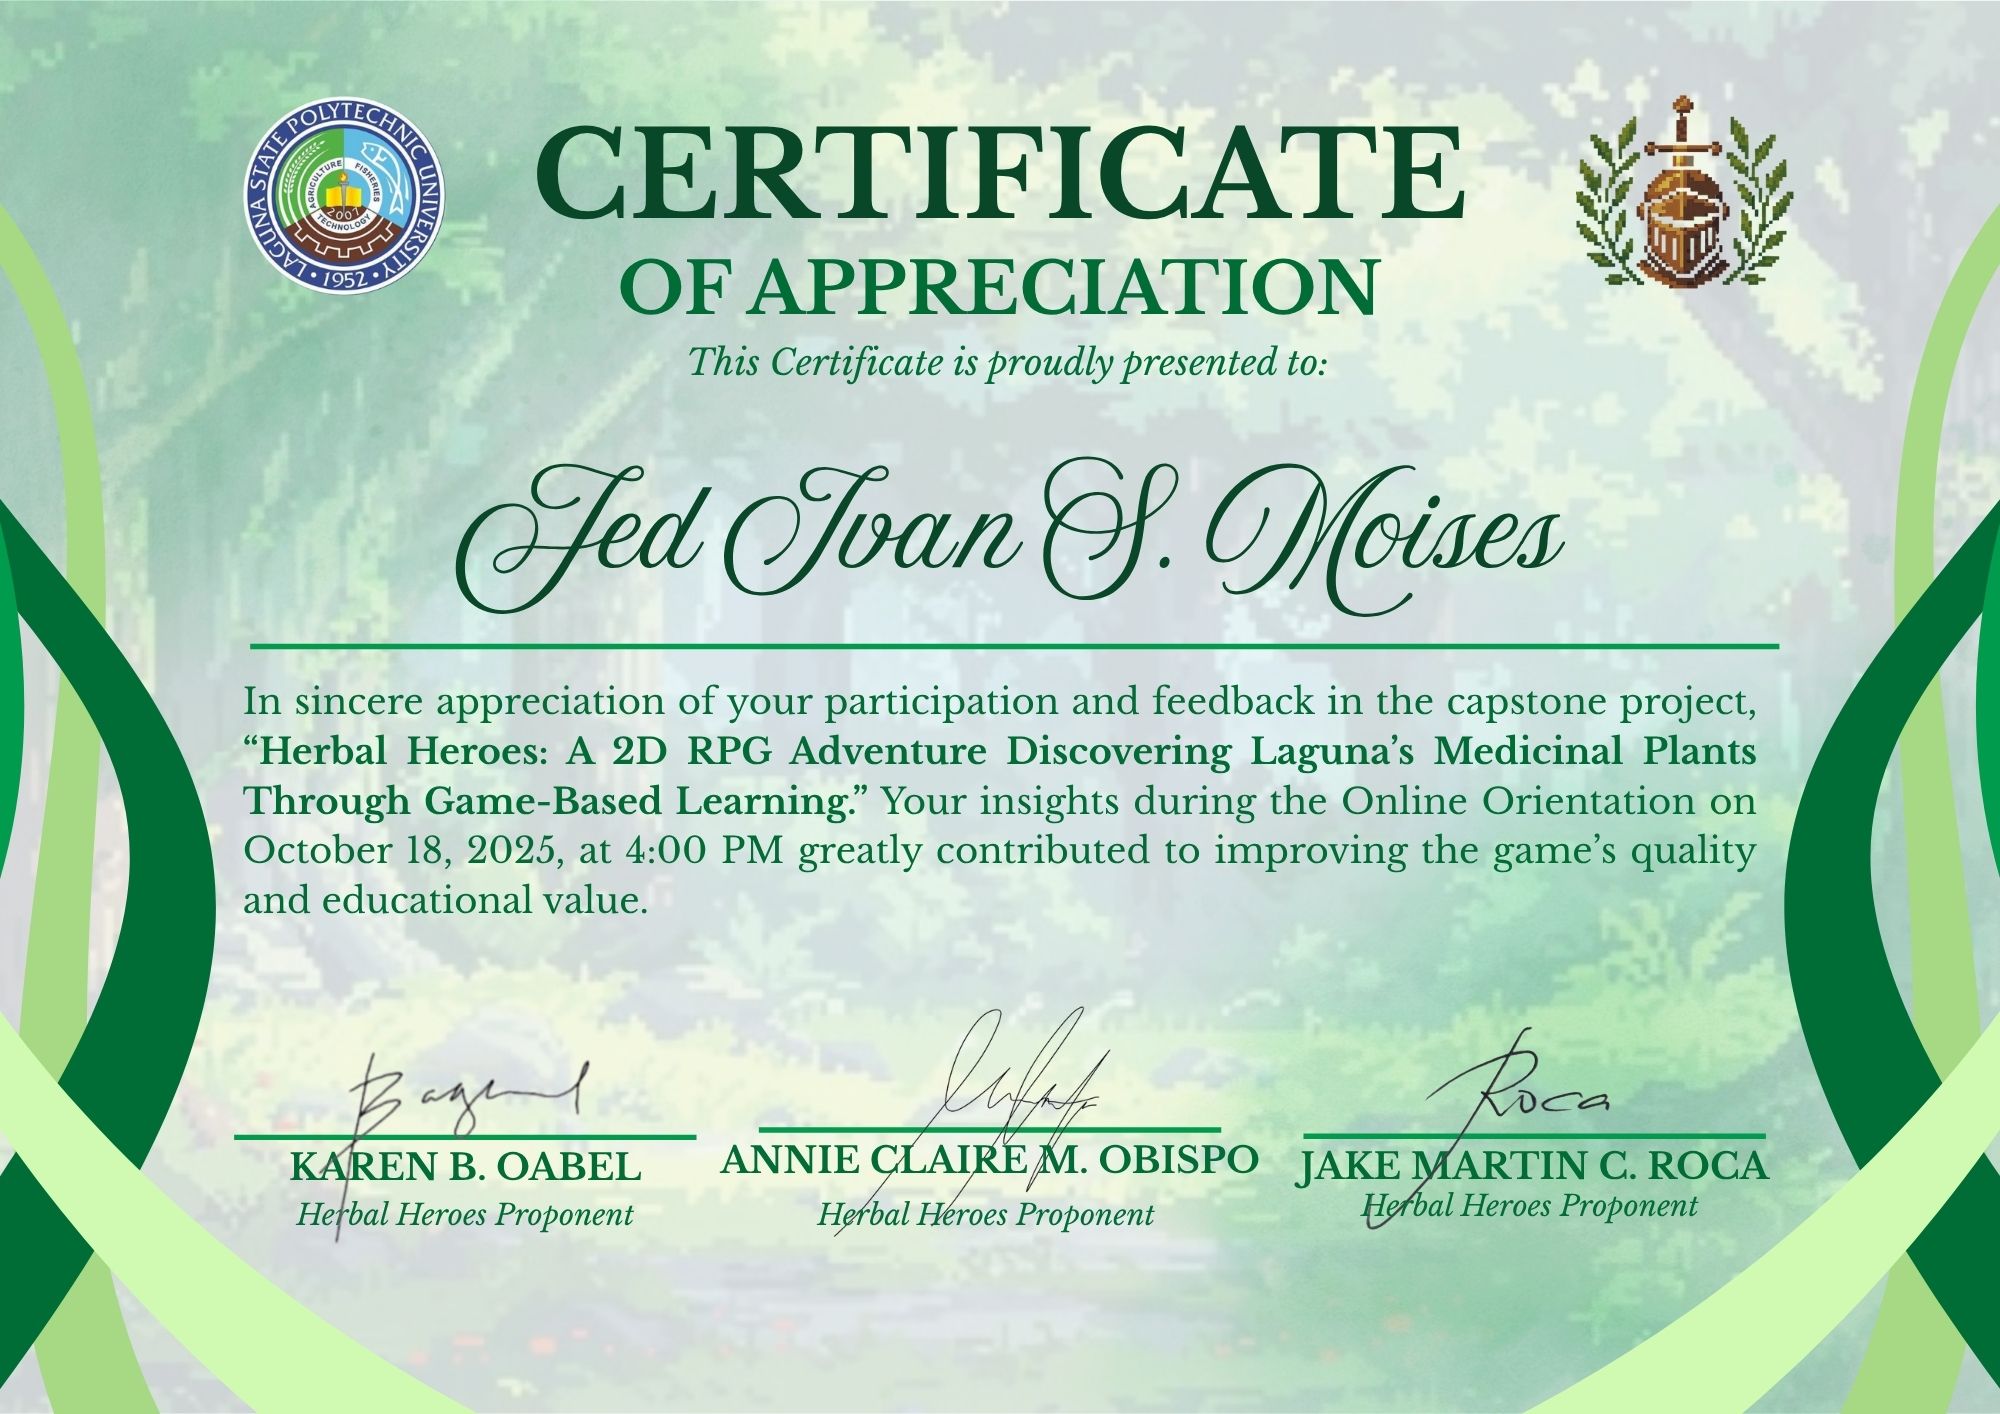 LAGUNA STATE POLYTECHNIC UNIVERSITY
• 1952 •
AGRICULTURE
FISHERIES
2007
TECHNOLOGY
CERTIFICATE
OF APPRECIATION
This Certificate is proudly presented to:
Jed Ivan S. Moises
In sincere appreciation of your participation and feedback in the capstone project,
“Herbal Heroes: A 2D RPG Adventure Discovering Laguna’s Medicinal Plants
Through Game-Based Learning.” Your insights during the Online Orientation on
October 18, 2025, at 4:00 PM greatly contributed to improving the game’s quality
and educational value.
Roca
KAREN B. OABEL
Herbal Heroes Proponent
ANNIE CLAIRE M. OBISPO
Herbal Heroes Proponent
JAKE MARTIN C. ROCA
Herbal Heroes Proponent